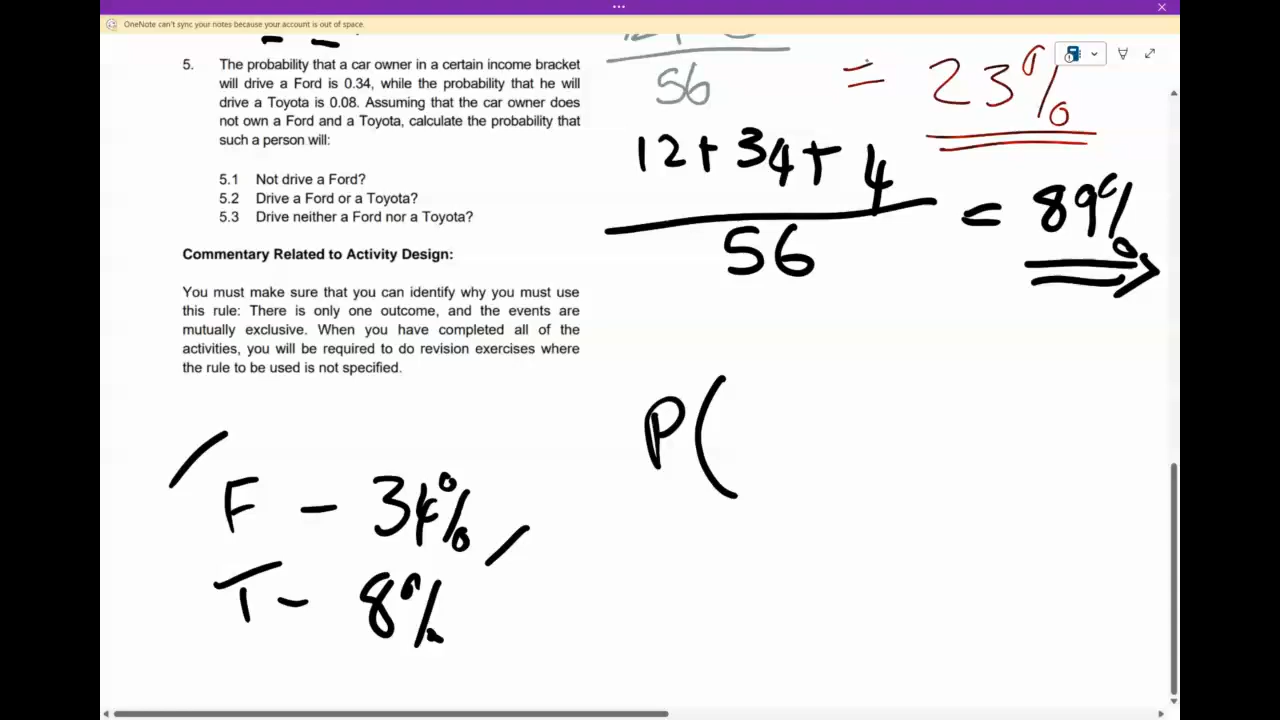 OneNote can't sync your notes because your account is out of space.
5. The probability that a car owner in a certain income bracket
will drive a Ford is 0.34, while the probability that he will
drive a Toyota is 0.08. Assuming that the car owner does
not own a Ford and a Toyota, calculate the probability that
such a person will:
5.1 Not drive a Ford?
5.2 Drive a Ford or a Toyota?
5.3 Drive neither a Ford nor a Toyota?
Commentary Related to Activity Design:
You must make sure that you can identify why you must use
this rule: There is only one outcome, and the events are
mutually exclusive. When you have completed all of the
activities, you will be required to do revision exercises where
the rule to be used is not specified.
F - 34%
T - 8%
56
= 23%
12 + 34 + 4
56
= 89%
P(